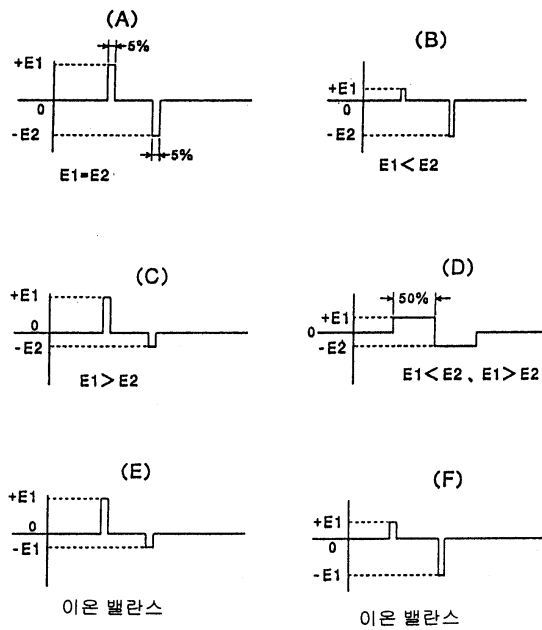 (A)
5%
+E1
0
-E2
5%
E1=E2
(B)
+E1
0
-E2
E1<E2
(C)
+E1
0
-E2
E1>E2
(D)
50%
+E1
0
-E2
E1<E2 、E1>E2
(E)
+E1
0
-E1
이온 밸란스
(F)
+E1
0
-E1
이온 밸란스